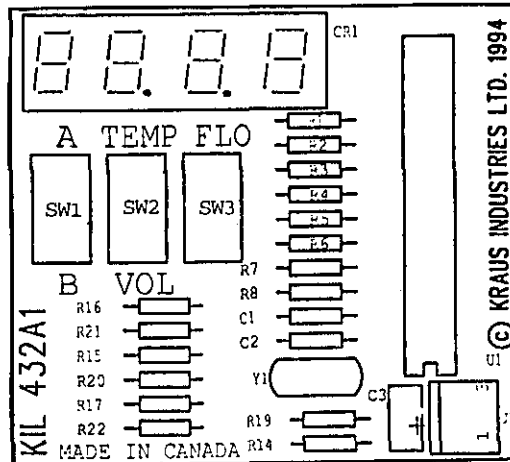 CR1
A TEMP FLO
R1
R2
R3
R4
R5
R6
R7
R8
C1
C2
SW1 SW2 SW3
B VOL
R16
R21
R15
R20
R17
R22
Y1
R19
R14
C3
U1
1
KIL 432A1
MADE IN CANADA
© KRAUS INDUSTRIES LTD. 1994